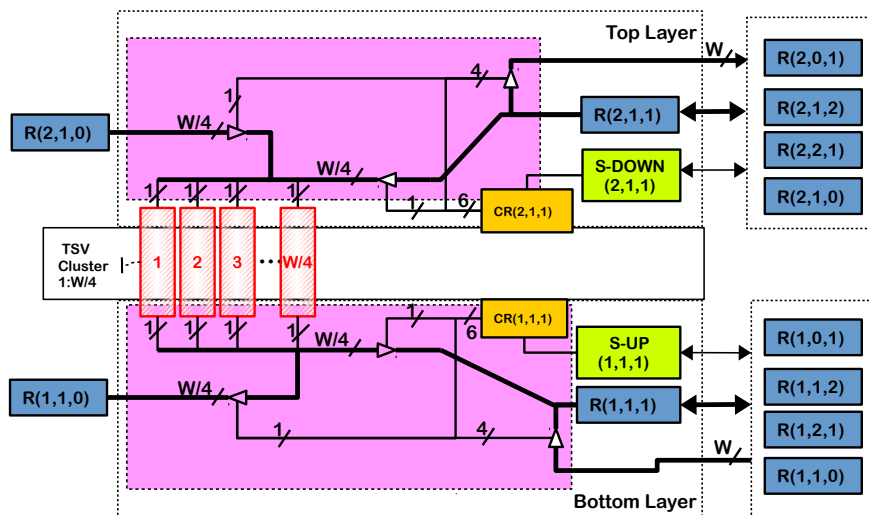 Top Layer
W
R(2,0,1)
4
1
R(2,1,0)
W/4
R(2,1,1)
R(2,1,2)
W/4
S-DOWN
(2,1,1)
R(2,2,1)
1
1
1
1
1
6
CR(2,1,1)
R(2,1,0)
TSV
Cluster
1:W/4
1
2
3
W/4
1
1
1
1
W/4
1
6
CR(1,1,1)
S-UP
(1,1,1)
R(1,0,1)
R(1,1,0)
W/4
R(1,1,1)
R(1,1,2)
1
4
W
R(1,2,1)
R(1,1,0)
Bottom Layer